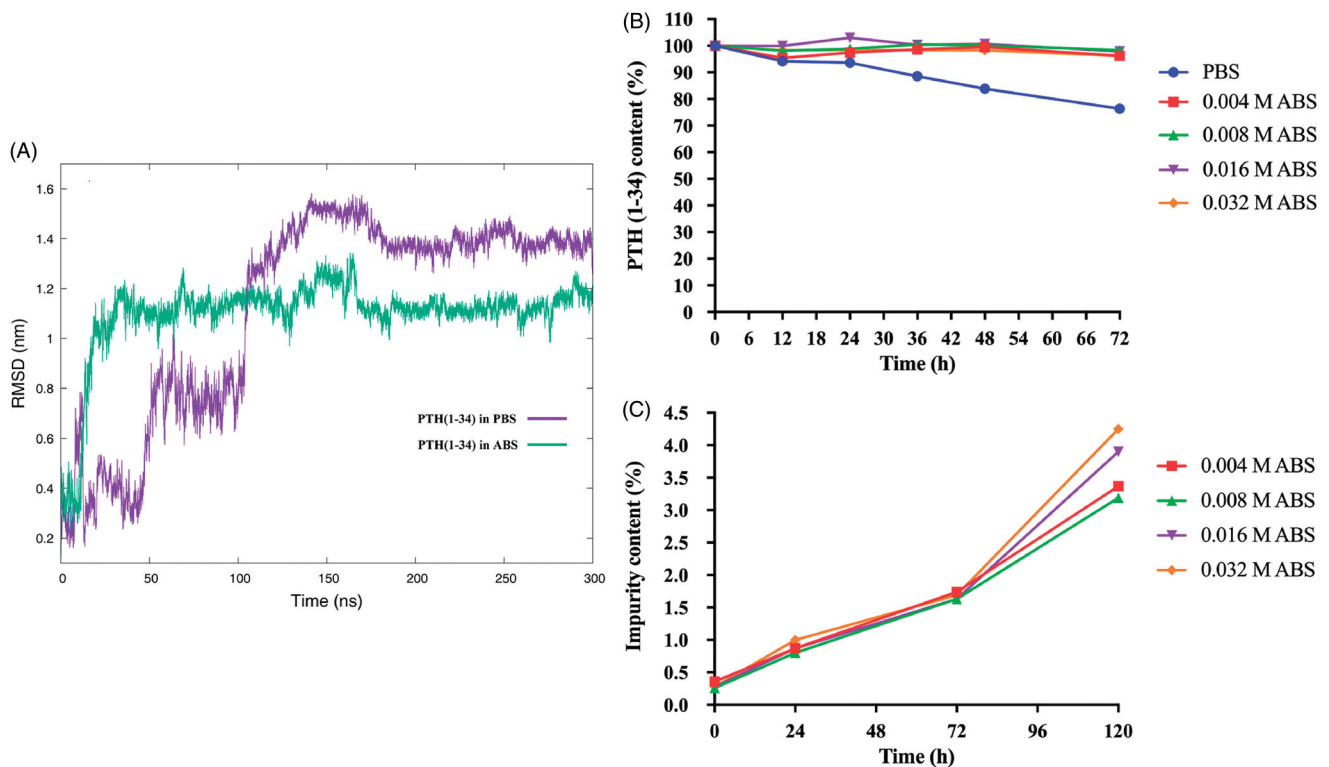 (A)
1.6
1.4
1.2
1
0.8
0.6
0.4
0.2
RMSD (nm)
0 50 100 150 200 250 300
Time (ns)
PTH(1-34) in PBS
PTH(1-34) in ABS
(B)
110
100
90
80
70
60
50
40
30
20
10
0
PTH (1-34) content (%)
0 6 12 18 24 30 36 42 48 54 60 66 72
Time (h)
PBS
0.004 M ABS
0.008 M ABS
0.016 M ABS
0.032 M ABS
(C)
4.5
4.0
3.5
3.0
2.5
2.0
1.5
1.0
0.5
0.0
Impurity content (%)
0 24 48 72 96 120
Time (h)
0.004 M ABS
0.008 M ABS
0.016 M ABS
0.032 M ABS